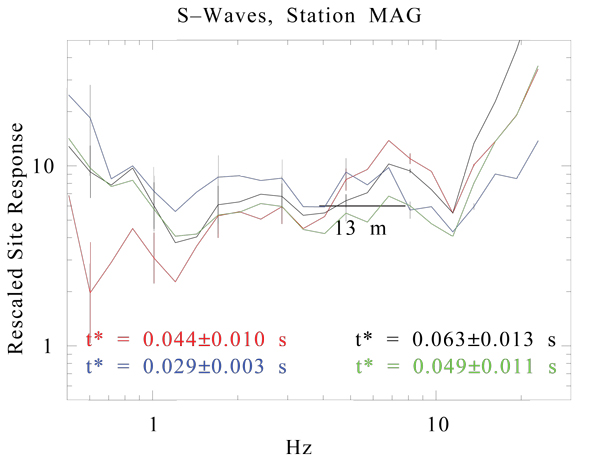 S–Waves, Station MAG
Rescaled Site Response
10
1
13 m
t* = 0.044±0.010 s
t* = 0.063±0.013 s
t* = 0.029±0.003 s
t* = 0.049±0.011 s
1
10
Hz